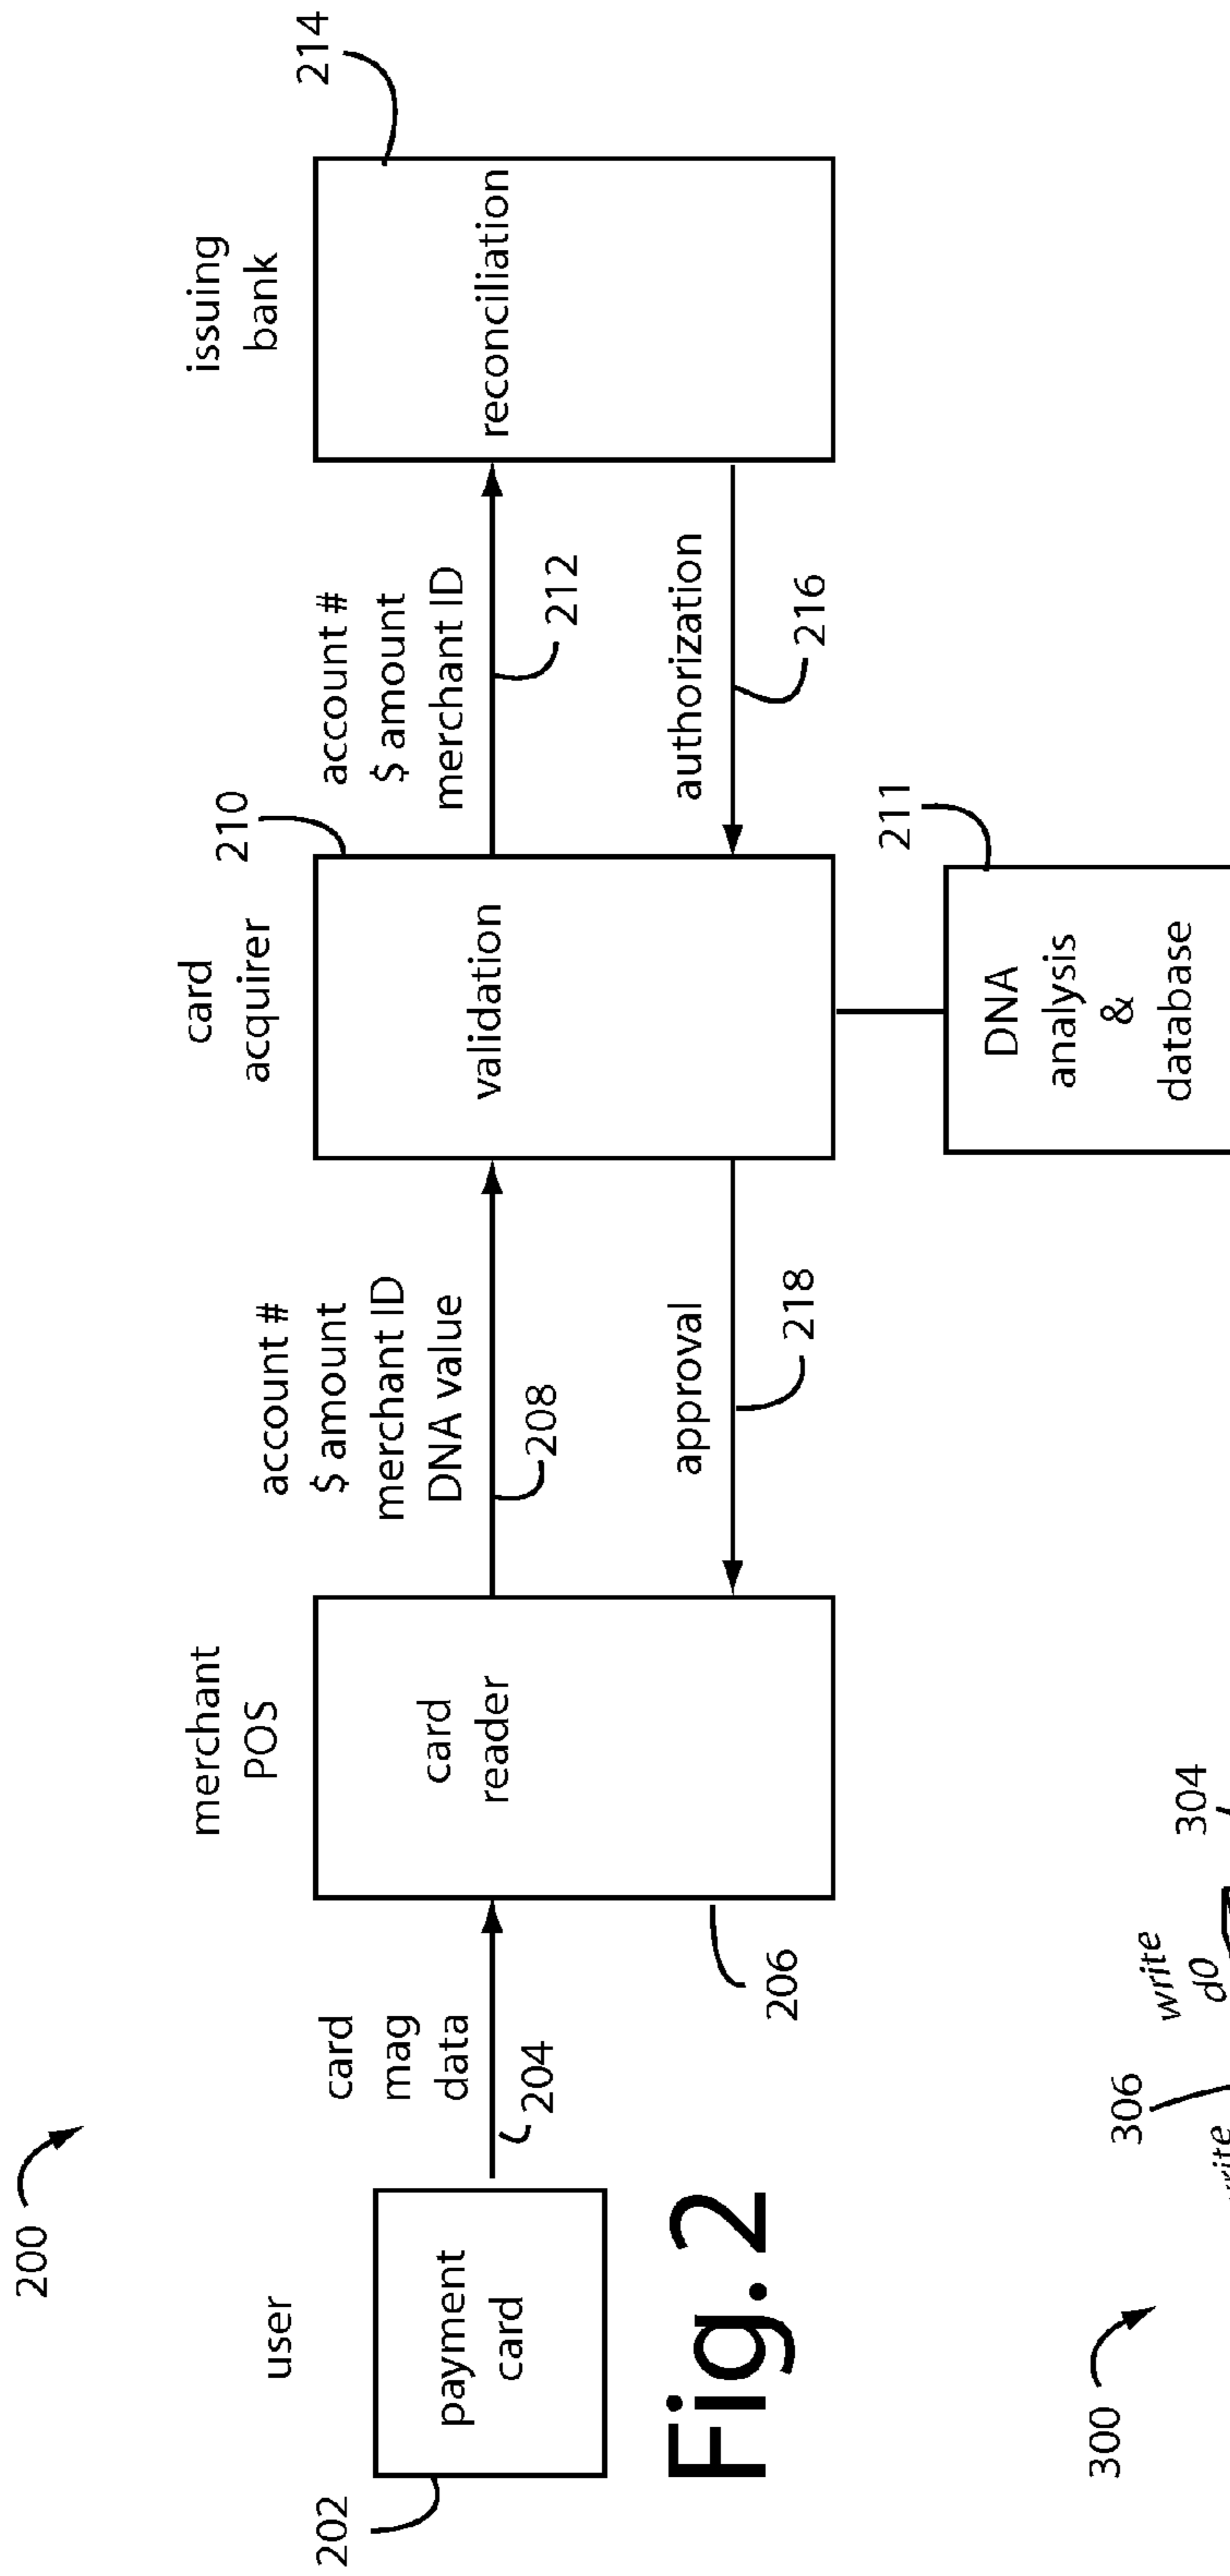 200
user
payment
card
202
card
mag
data
204
merchant
POS
card
reader
206
account #
$ amount
merchant ID
DNA value
208
card
acquirer
210
validation
approval
218
account #
$ amount
merchant ID
212
authorization
216
issuing
bank
214
reconciliation
211
DNA
analysis
&
database
Fig. 2
300
306
write
d0
304